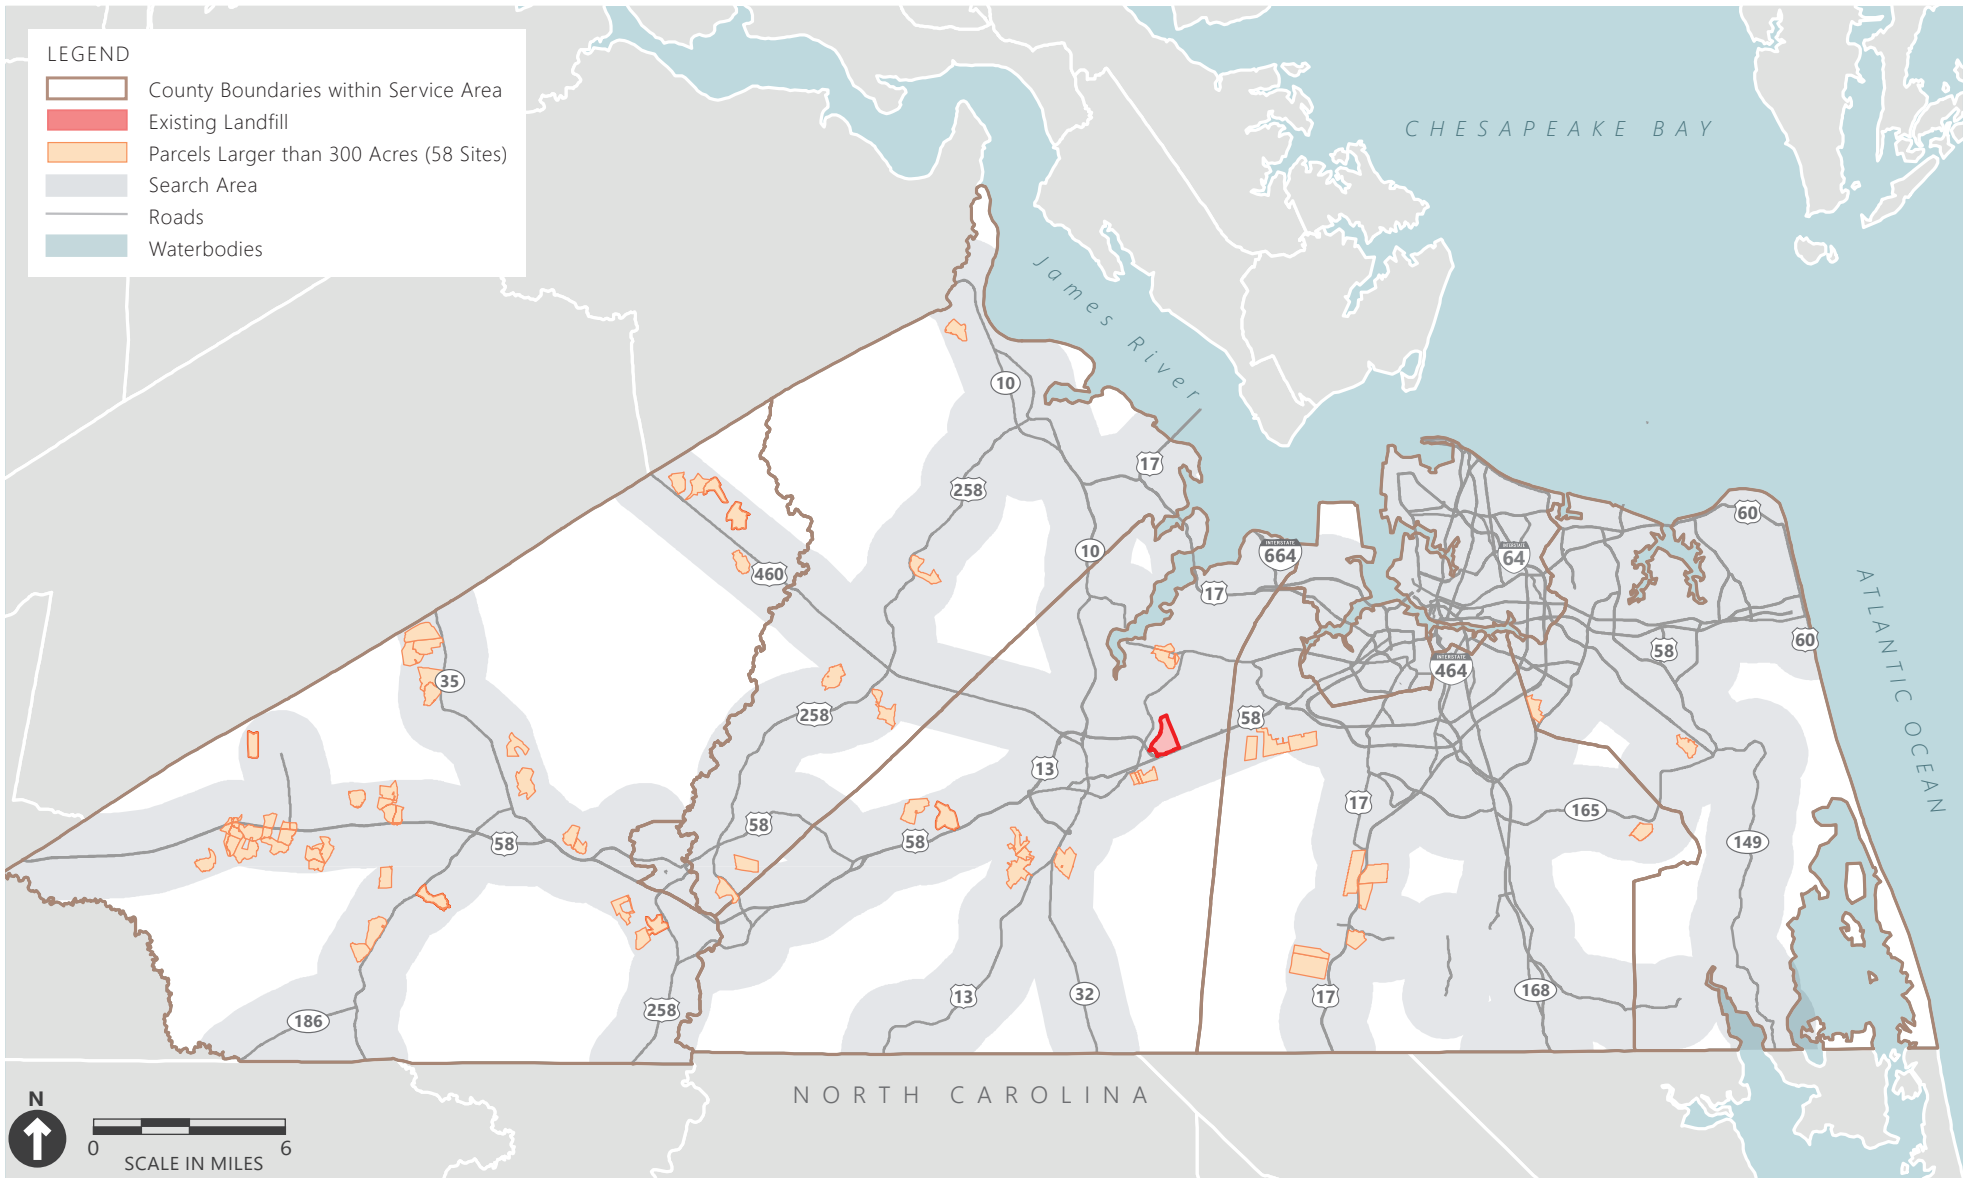 LEGEND
County Boundaries within Service Area
Existing Landfill
Parcels Larger than 300 Acres (58 Sites)
Search Area
Roads
Waterbodies
CHESAPEAKE BAY
James River
ATLANTIC OCEAN
10
17
258
60
10
INTERSTATE
664
INTERSTATE
64
460
17
60
58
INTERSTATE
464
35
258
58
13
17
165
58
58
58
149
13
32
17
168
258
186
NORTH CAROLINA
N
0
6
SCALE IN MILES